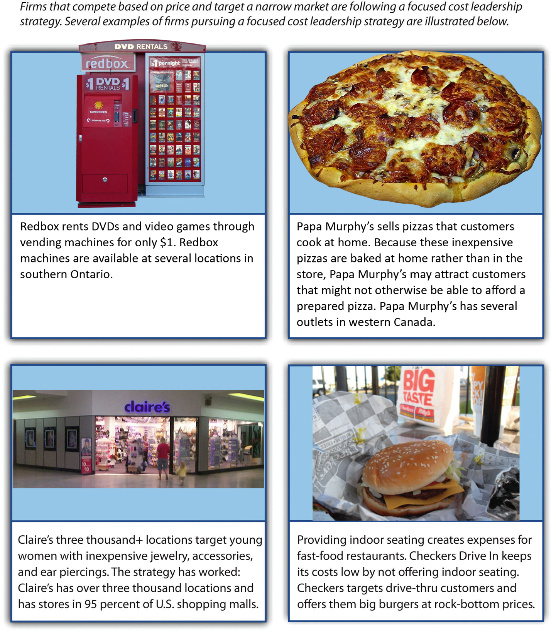 Firms that compete based on price and target a narrow market are following a focused cost leadership
strategy. Several examples of firms pursuing a focused cost leadership strategy are illustrated below.
DVD RENTALS
redbox.
$1 per night
$1 DVD
RENTALS
Redbox rents DVDs and video games through
vending machines for only $1. Redbox
machines are available at several locations in
southern Ontario.
Papa Murphy's sells pizzas that customers
cook at home. Because these inexpensive
pizzas are baked at home rather than in the
store, Papa Murphy's may attract customers
that might not otherwise be able to afford a
prepared pizza. Papa Murphy's has several
outlets in western Canada.
claire's
BIG
TASTE
Claire's three thousand+ locations target young
women with inexpensive jewelry, accessories,
and ear piercings. The strategy has worked:
Claire's has over three thousand locations and
has stores in 95 percent of U.S. shopping malls.
Providing indoor seating creates expenses for
fast-food restaurants. Checkers Drive In keeps
its costs low by not offering indoor seating.
Checkers targets drive-thru customers and
offers them big burgers at rock-bottom prices.